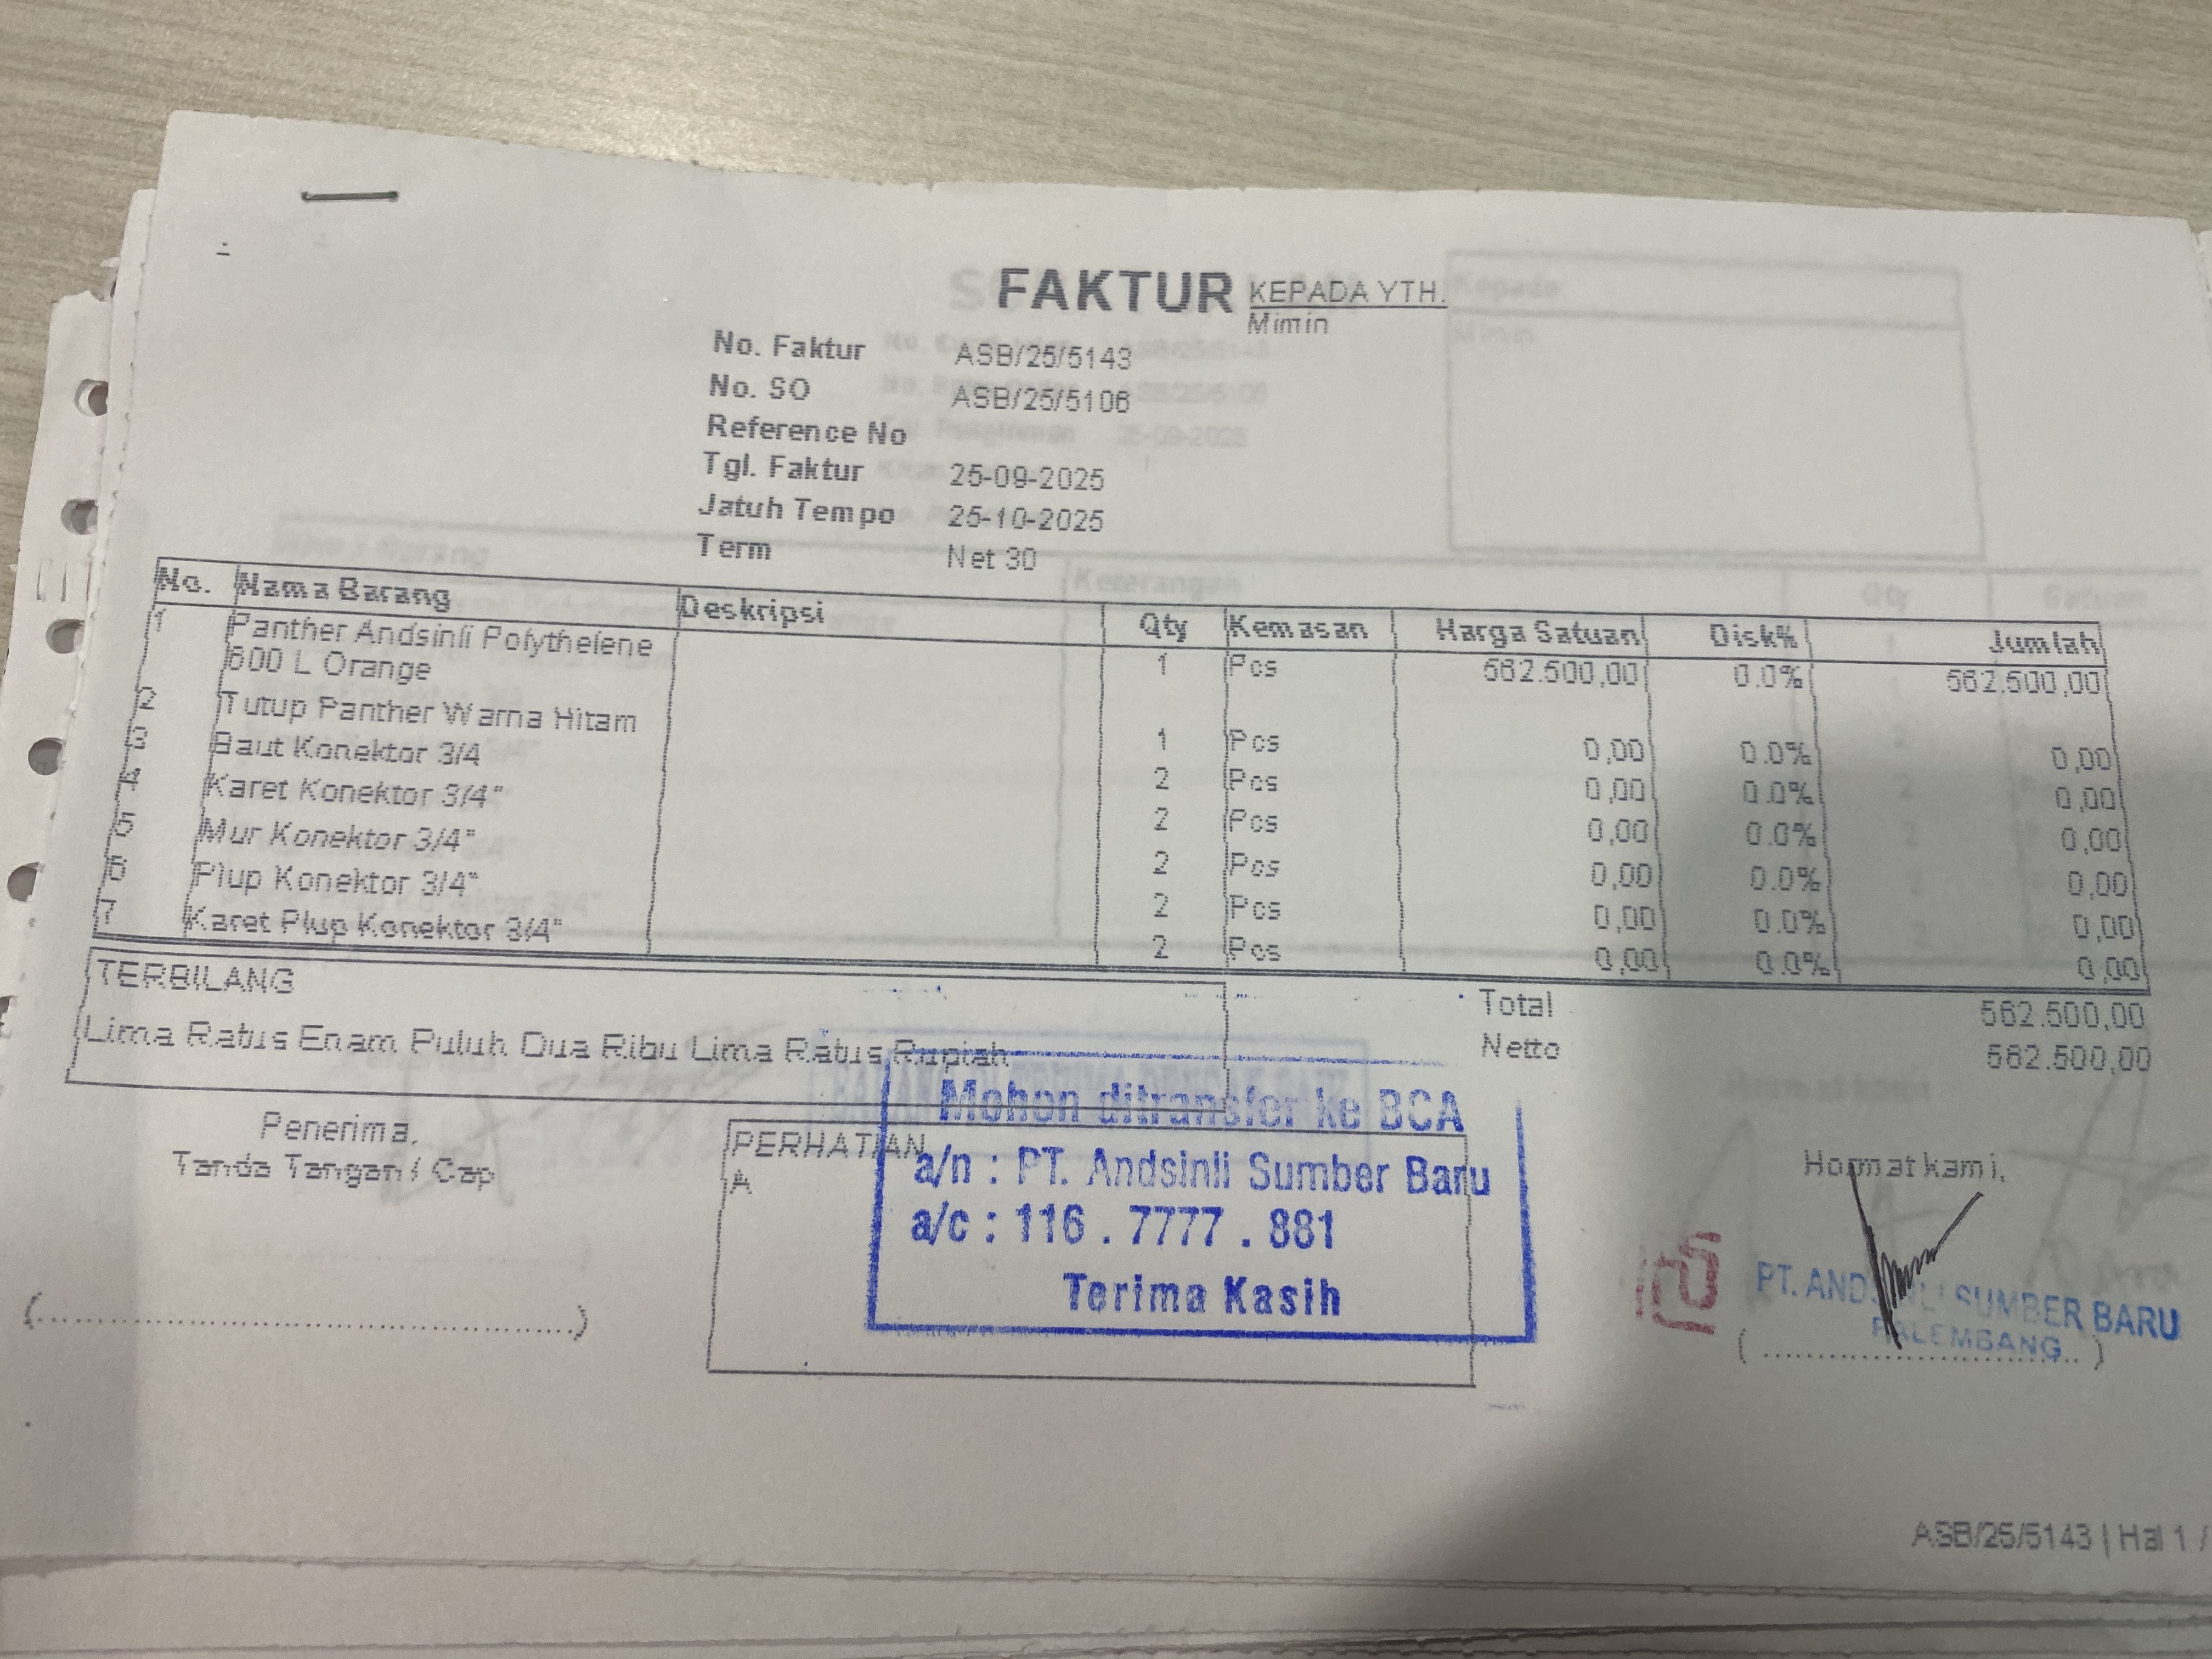 FAKTUR
KEPADA YTH.
Mimin
No. Faktur ASB/25/5143
No. SO ASB/25/5106
Reference No
Tgl. Faktur 25-09-2025
Jatuh Tempo 25-10-2025
Term Net 30
No. Nama Barang Deskripsi Qty Kemasan Harga Satuan Disk% Jumlah
1 Panther Andsinli Polythelene 1 Pcs 562.500,00 0.0% 562.500,00
600 L Orange
2 Tutup Panther Warna Hitam 1 Pcs 0,00 0.0% 0,00
3 Baut Konektor 3/4 2 Pcs 0,00 0.0% 0,00
4 Karet Konektor 3/4" 2 Pcs 0,00 0.0% 0,00
5 Mur Konektor 3/4" 2 Pcs 0,00 0.0% 0,00
6 Plup Konektor 3/4" 2 Pcs 0,00 0.0% 0,00
7 Karet Plup Konektor 3/4" 2 Pcs 0,00 0.0% 0,00
TERBILANG
Lima Ratus Enam Puluh Dua Ribu Lima Ratus Rupiah
Total 562.500,00
Netto 562.500,00
Penerima,
Tanda Tangan / Cap
(..................................................)
PERHATIAN
A
Mohon ditransfer ke BCA
a/n : PT. Andsinli Sumber Baru
a/c : 116 . 7777 . 881
Terima Kasih
Hormat kami,
PT. ANDSINLI SUMBER BARU
PALEMBANG
( .............................. )
ASB/25/5143 | Hal 1 /